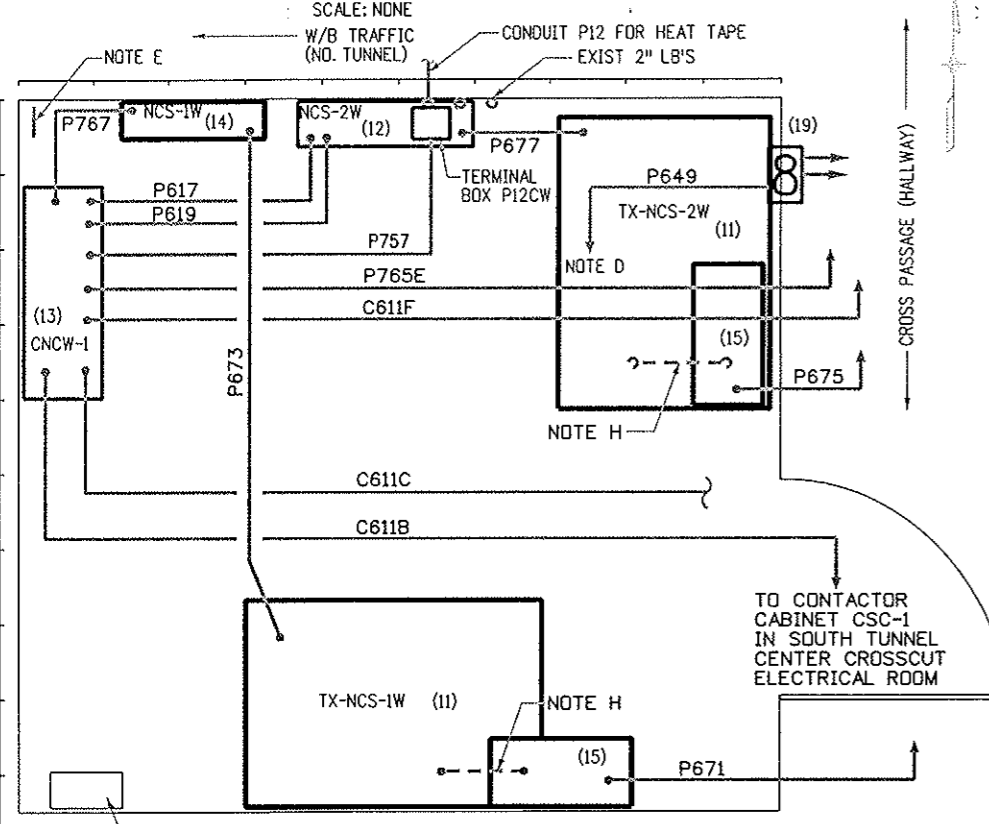 SCALE: NONE
W/B TRAFFIC
(NO. TUNNEL)
CONDUIT P12 FOR HEAT TAPE
EXIST 2" LB'S
NOTE E
P767
NCS-1W
(14)
NCS-2W
(12)
P677
(19)
TERMINAL
BOX P12CW
P617
P619
P649
TX-NCS-2W
(11)
P757
NOTE D
P765E
C611F
(13)
CNCW-1
(15)
P673
P675
NOTE H
CROSS PASSAGE (HALLWAY)
C611C
C611B
TO CONTACTOR
CABINET CSC-1
IN SOUTH TUNNEL
CENTER CROSSCUT
ELECTRICAL ROOM
TX-NCS-1W
(11)
NOTE H
(15)
P671